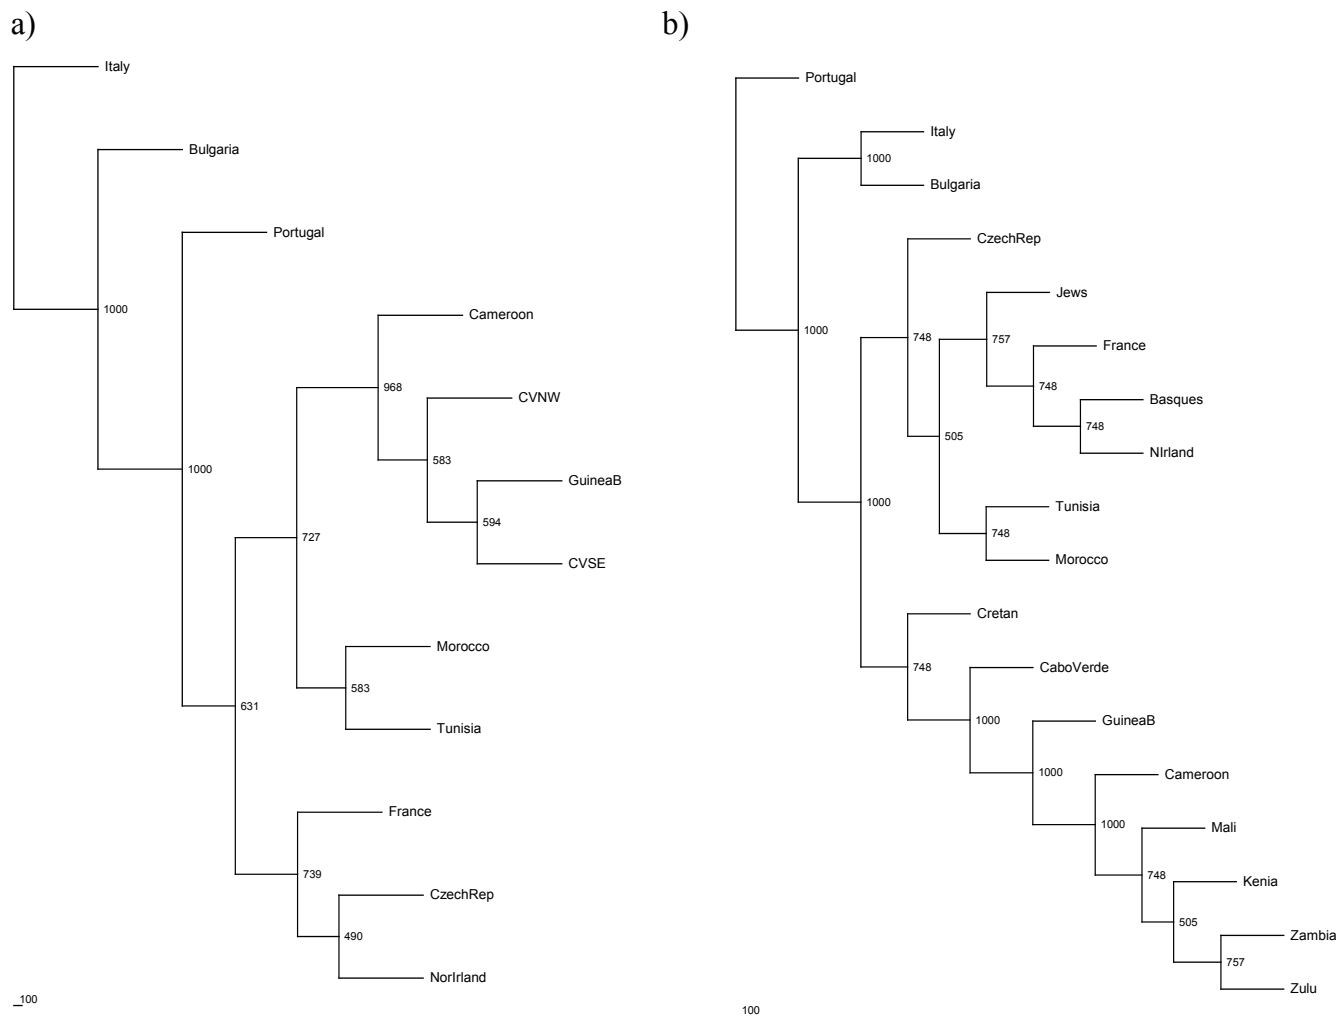 a)
Italy
Bulgaria
Portugal
1000
Cameroon
968
CVNW
583
GuineaB
1000
594
727
CVSE
Morocco
583
631
Tunisia
France
739
CzechRep
490
NorIrland
100
b)
Portugal
Italy
1000
Bulgaria
CzechRep
Jews
1000
748
757
France
748
Basques
748
505
NIrland
1000
Tunisia
748
Morocco
Cretan
748
CaboVerde
1000
GuineaB
1000
Cameroon
1000
Mali
748
Kenia
505
Zambia
757
Zulu
100